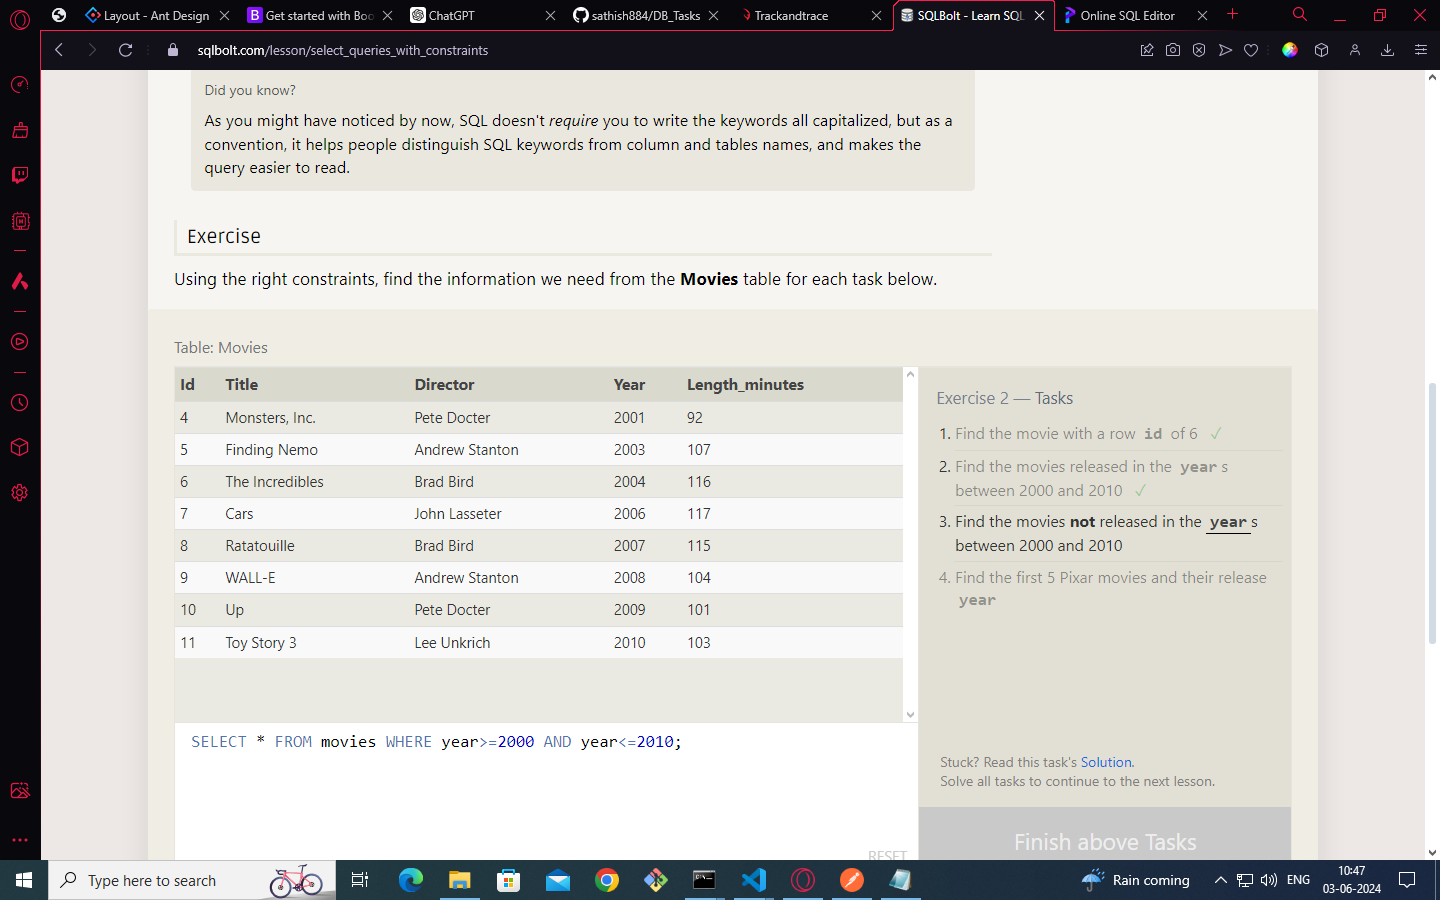 Layout - Ant Design
Get started with Boo
ChatGPT
sathish884/DB_Tasks
Trackandtrace
SQLBolt - Learn SQL
Online SQL Editor
sqlbolt.com/lesson/select_queries_with_constraints
Did you know?
As you might have noticed by now, SQL doesn't require you to write the keywords all capitalized, but as a
convention, it helps people distinguish SQL keywords from column and tables names, and makes the
query easier to read.
Exercise
Using the right constraints, find the information we need from the Movies table for each task below.
Table: Movies
Id Title Director Year Length_minutes
4 Monsters, Inc. Pete Docter 2001 92
5 Finding Nemo Andrew Stanton 2003 107
6 The Incredibles Brad Bird 2004 116
7 Cars John Lasseter 2006 117
8 Ratatouille Brad Bird 2007 115
9 WALL-E Andrew Stanton 2008 104
10 Up Pete Docter 2009 101
11 Toy Story 3 Lee Unkrich 2010 103
SELECT * FROM movies WHERE year>=2000 AND year<=2010;
RESET
Exercise 2 — Tasks
1. Find the movie with a row id of 6 ✓
2. Find the movies released in the years
between 2000 and 2010 ✓
3. Find the movies not released in the years
between 2000 and 2010
4. Find the first 5 Pixar movies and their release
year
Stuck? Read this task's Solution.
Solve all tasks to continue to the next lesson.
Finish above Tasks
Type here to search
Rain coming
ENG
10:47
03-06-2024